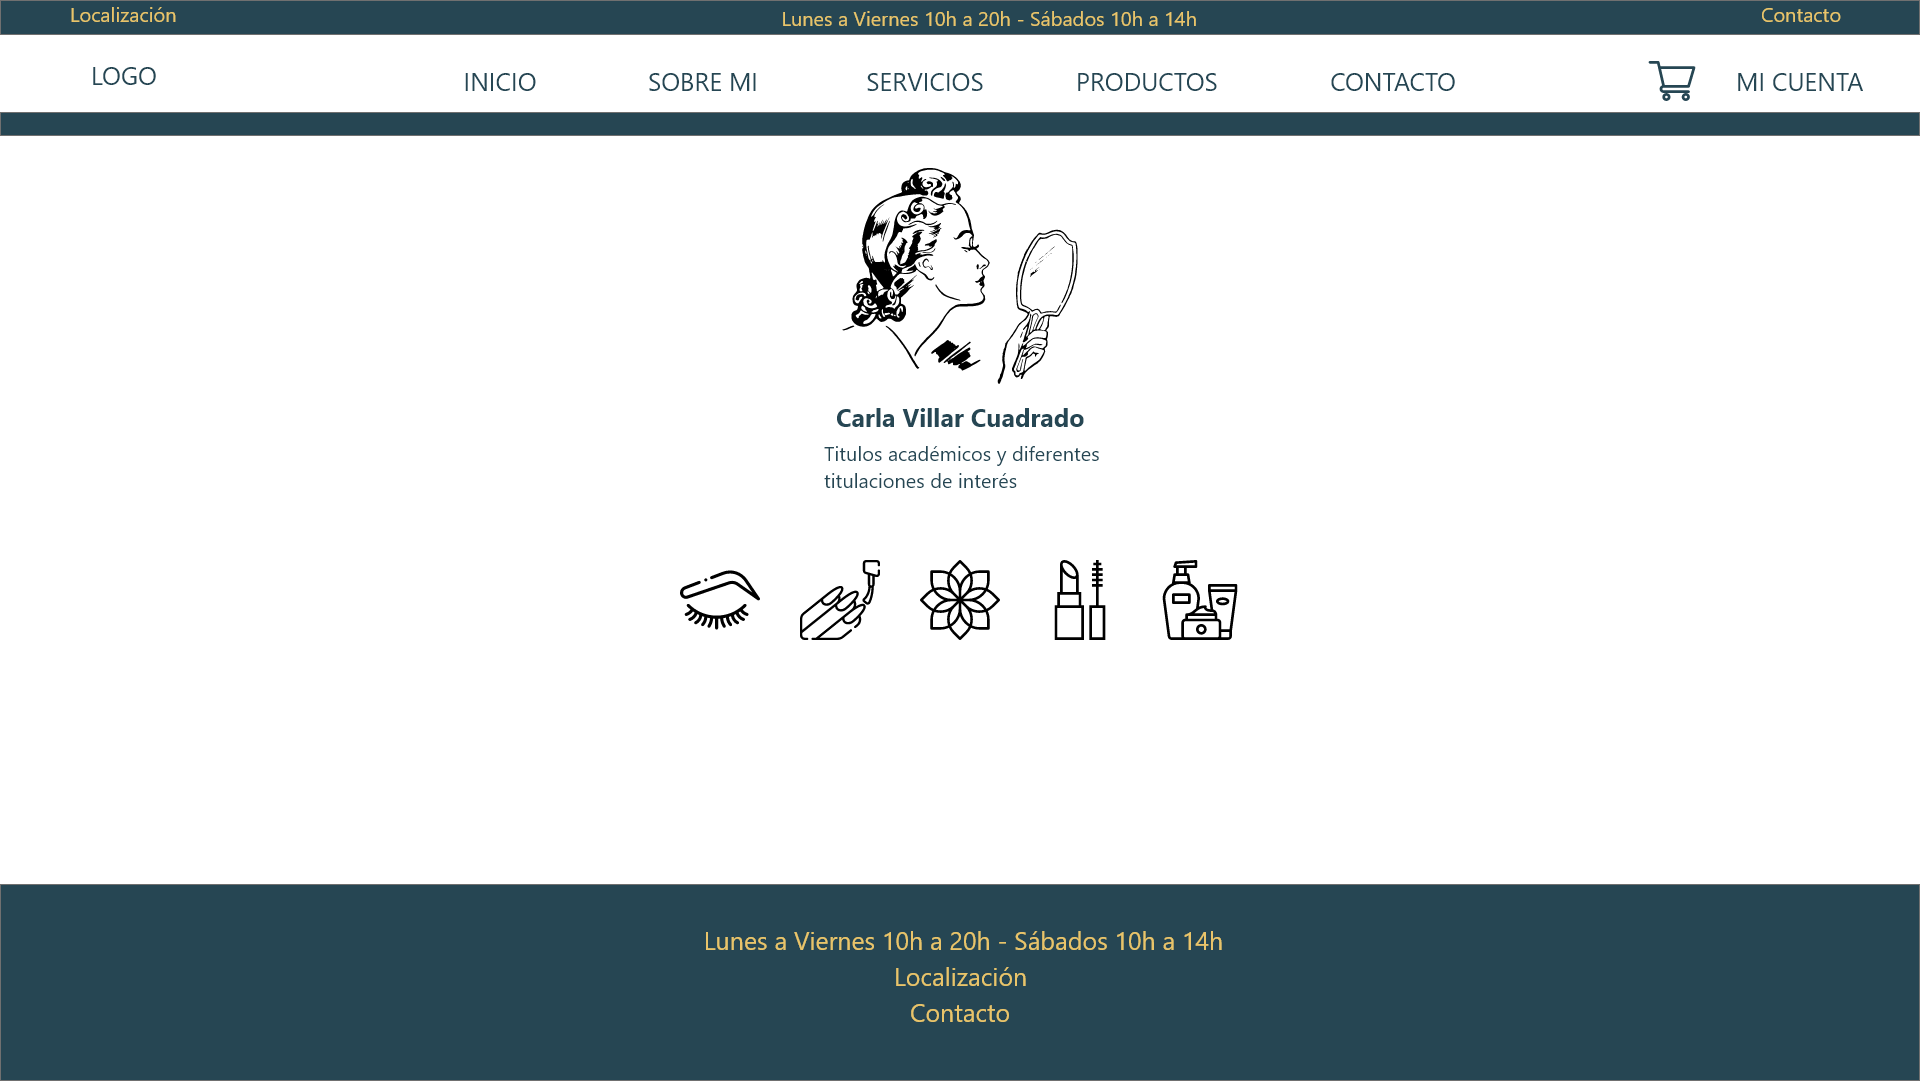 Localización
Lunes a Viernes 10h a 20h - Sábados 10h a 14h
Contacto
LOGO
INICIO
SOBRE MI
SERVICIOS
PRODUCTOS
CONTACTO
MI CUENTA
Carla Villar Cuadrado
Titulos académicos y diferentes
titulaciones de interés
Lunes a Viernes 10h a 20h - Sábados 10h a 14h
Localización
Contacto